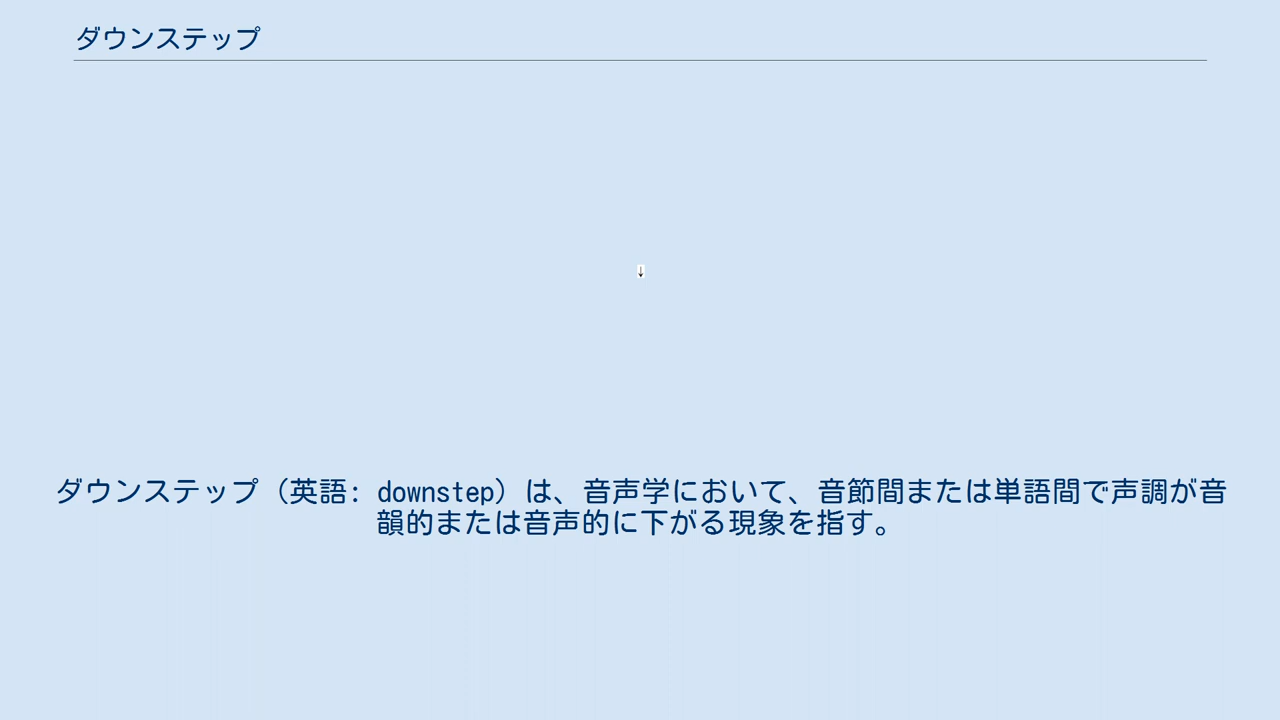 ダウンステップ
↓
ダウンステップ（英語: downstep）は、音声学において、音節間または単語間で声調が音
韻的または音声的に下がる現象を指す。